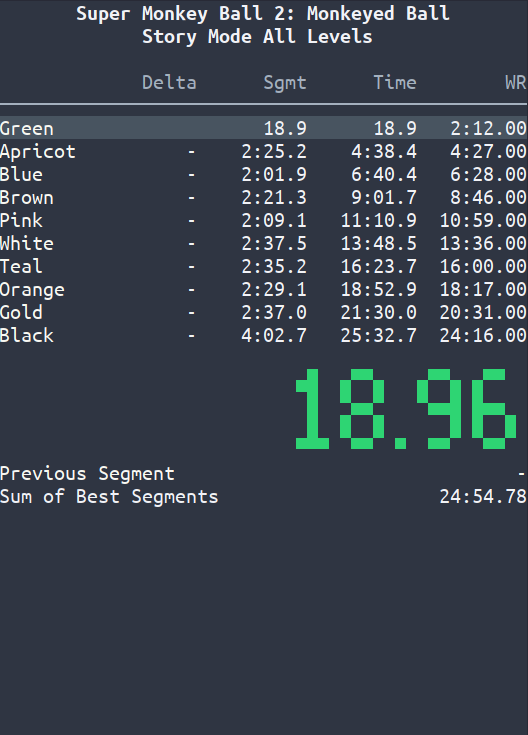 Super Monkey Ball 2: Monkeyed Ball
Story Mode All Levels
Delta Sgmt Time WR
Green 18.9 18.9 2:12.00
Apricot - 2:25.2 4:38.4 4:27.00
Blue - 2:01.9 6:40.4 6:28.00
Brown - 2:21.3 9:01.7 8:46.00
Pink - 2:09.1 11:10.9 10:59.00
White - 2:37.5 13:48.5 13:36.00
Teal - 2:35.2 16:23.7 16:00.00
Orange - 2:29.1 18:52.9 18:17.00
Gold - 2:37.0 21:30.0 20:31.00
Black - 4:02.7 25:32.7 24:16.00
18.96
Previous Segment -
Sum of Best Segments 24:54.78